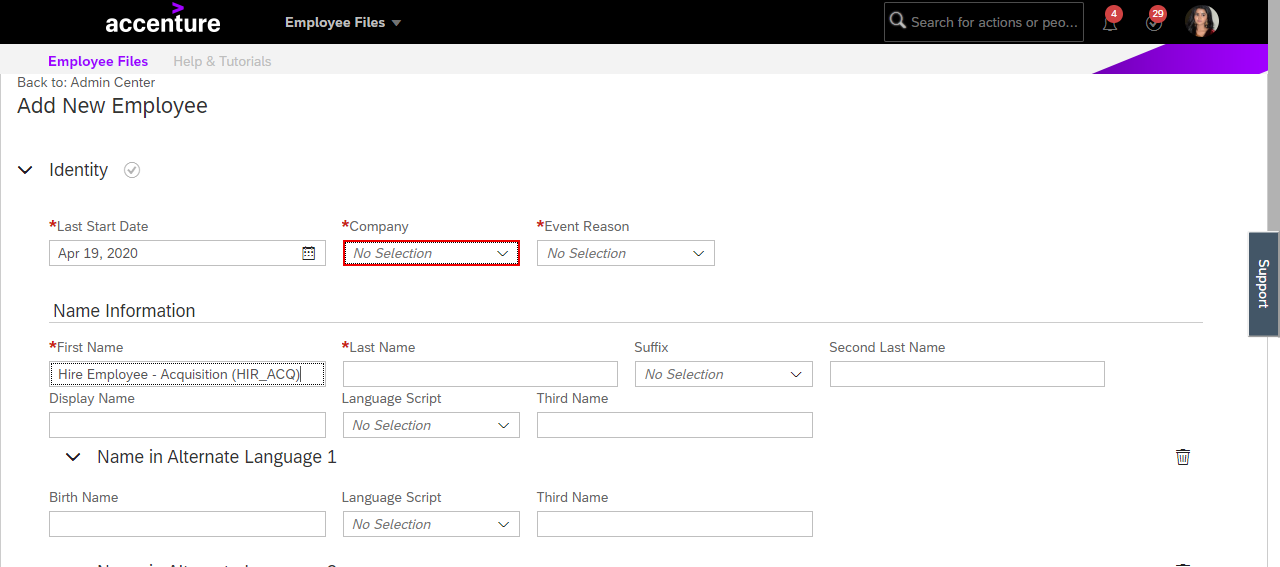 accenture
Employee Files
Search for actions or peo...
4
29
Employee Files
Help & Tutorials
Back to: Admin Center
Add New Employee
Identity
*Last Start Date
*Company
*Event Reason
Apr 19, 2020
No Selection
No Selection
Support
Name Information
*First Name
*Last Name
Suffix
Second Last Name
Hire Employee - Acquisition (HIR_ACQ)
No Selection
Display Name
Language Script
Third Name
No Selection
Name in Alternate Language 1
Birth Name
Language Script
Third Name
No Selection